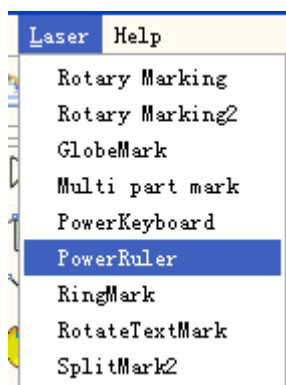 Laser Help
Rotary Marking
Rotary Marking2
GlobeMark
Multi part mark
PowerKeyboard
PowerRuler
RingMark
RotateTextMark
SplitMark2